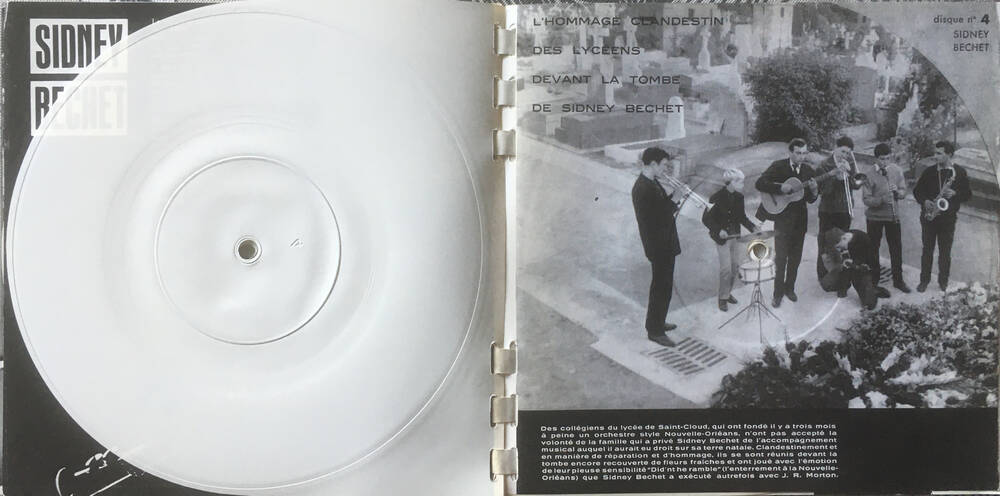 SIDNEY
BECHET
L'HOMMAGE CLANDESTIN
DES LYCEENS
DEVANT LA TOMBE
DE SIDNEY BECHET
disque n° 4
SIDNEY
BECHET
Des collégiens du lycée de Saint-Cloud, qui ont fondé il y a trois mois
à peine un orchestre style Nouvelle-Orléans, n'ont pas accepté la
volonté de la famille qui a privé Sidney Bechet de l'accompagnement
musical auquel il aurait eu droit sur sa terre natale. Clandestinement et
en manière de réparation et d'hommage, ils se sont réunis devant la
tombe encore recouverte de fleurs fraîches et ont joué avec l'émotion
de leur pieuse sensibilité "Did'nt he ramble" (l'enterrement à la Nouvelle-
Orléans) que Sidney Bechet a exécuté autrefois avec J. R. Morton.